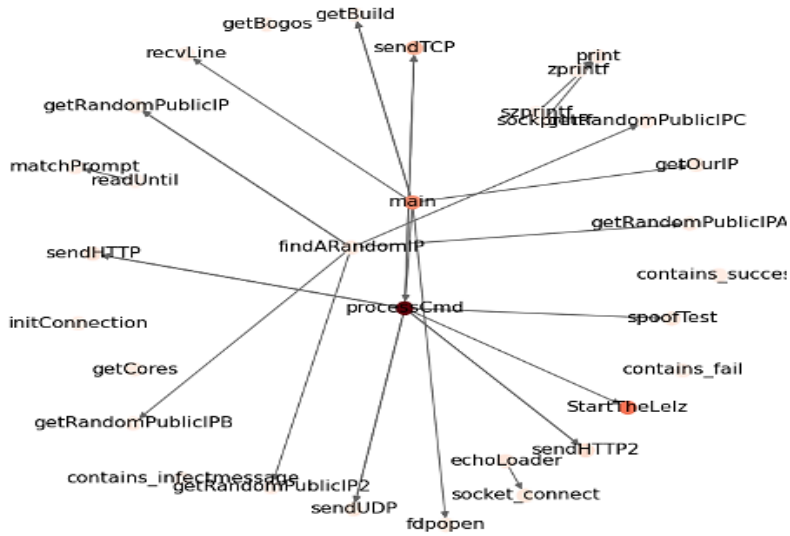 getBuild
getBogos
sendTCP
recvLine
print
zprintf
getRandomPublicIP
szprintf
getRandomPublicIPC
matchPrompt
getOurIP
readUntil
main
getRandomPublicIPA
findARandomIP
sendHTTP
contains_succes
processCmd
spoofTest
initConnection
getCores
contains_fail
StartTheLelz
getRandomPublicIPB
sendHTTP2
echoLoader
contains_infectmessage
getRandomPublicIP2
socket_connect
sendUDP
fdpopen